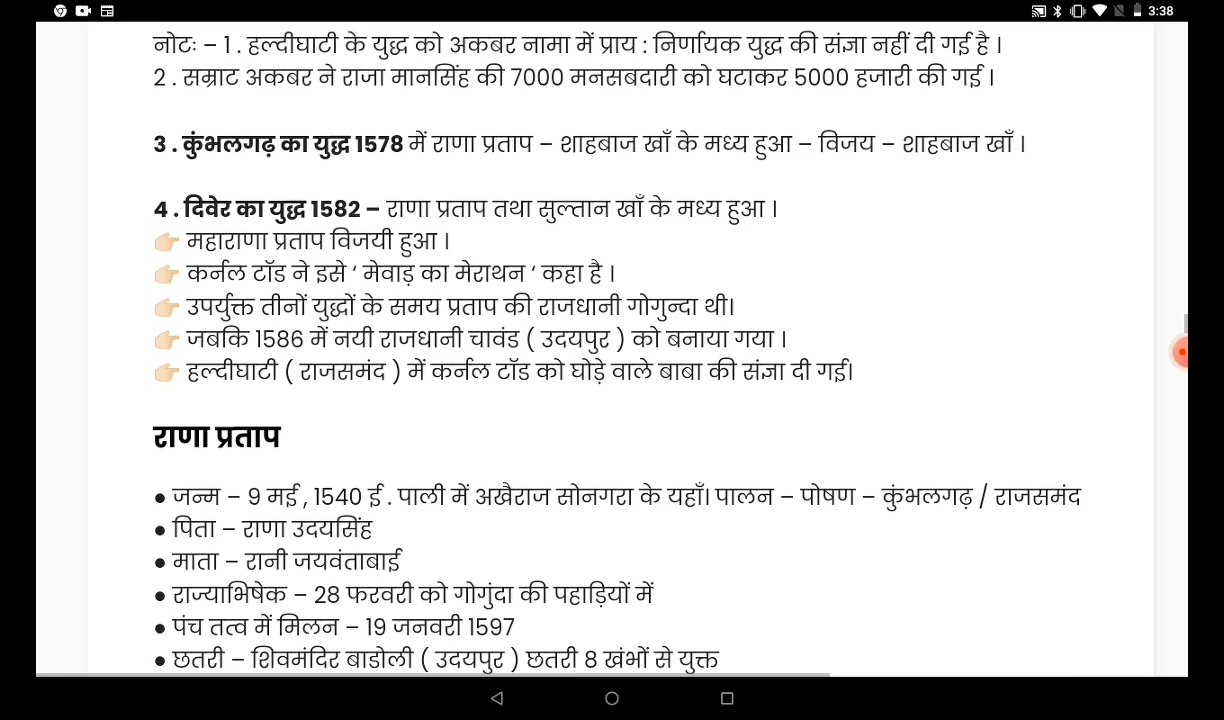 3:38
नोटः – 1 . हल्दीघाटी के युद्ध को अकबर नामा में प्राय : निर्णायक युद्ध की संज्ञा नहीं दी गई है ।
2 . सम्राट अकबर ने राजा मानसिंह की 7000 मनसबदारी को घटाकर 5000 हजारी की गई ।
3 . कुंभलगढ़ का युद्ध 1578 में राणा प्रताप – शाहबाज खाँ के मध्य हुआ – विजय – शाहबाज खाँ ।
4 . दिवेर का युद्ध 1582 – राणा प्रताप तथा सुल्तान खाँ के मध्य हुआ ।
👉🏻 महाराणा प्रताप विजयी हुआ ।
👉🏻 कर्नल टॉड ने इसे ‘ मेवाड़ का मेराथन ‘ कहा है ।
👉🏻 उपर्युक्त तीनों युद्धों के समय प्रताप की राजधानी गोगुन्दा थी।
👉🏻 जबकि 1586 में नयी राजधानी चावंड ( उदयपुर ) को बनाया गया ।
👉🏻 हल्दीघाटी ( राजसमंद ) में कर्नल टॉड को घोड़े वाले बाबा की संज्ञा दी गई।
राणा प्रताप
● जन्म – 9 मई , 1540 ई . पाली में अखैराज सोनगरा के यहाँ। पालन – पोषण – कुंभलगढ़ / राजसमंद
● पिता – राणा उदयसिंह
● माता – रानी जयवंताबाई
● राज्याभिषेक – 28 फरवरी को गोगुंदा की पहाड़ियों में
● पंच तत्व में मिलन – 19 जनवरी 1597
● छतरी – शिवमंदिर बाडोली ( उदयपुर ) छतरी 8 खंभों से युक्त